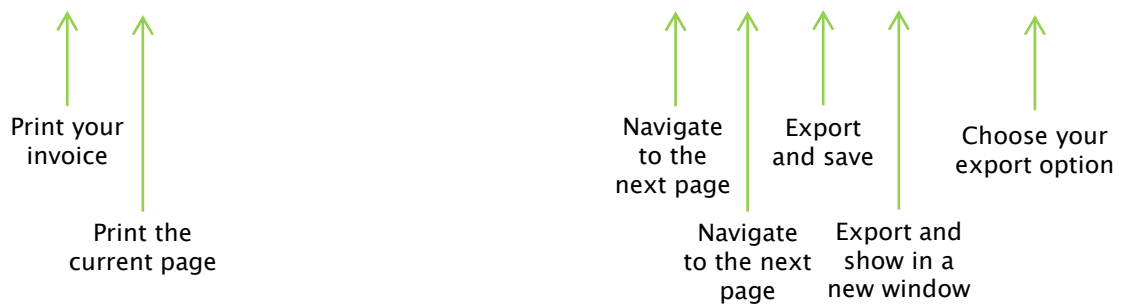 Print your
invoice
Print the
current page
Navigate
to the
next page
Navigate
to the next
page
Export
and save
Export and
show in a
new window
Choose your
export option